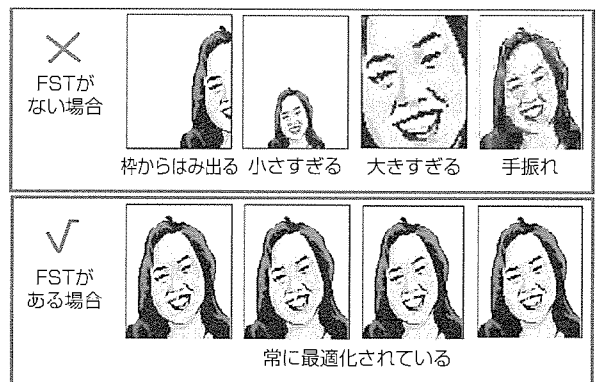 ×
FSTが
ない場合
枠からはみ出る 小さすぎる 大きすぎる 手振れ
√
FSTが
ある場合
常に最適化されている